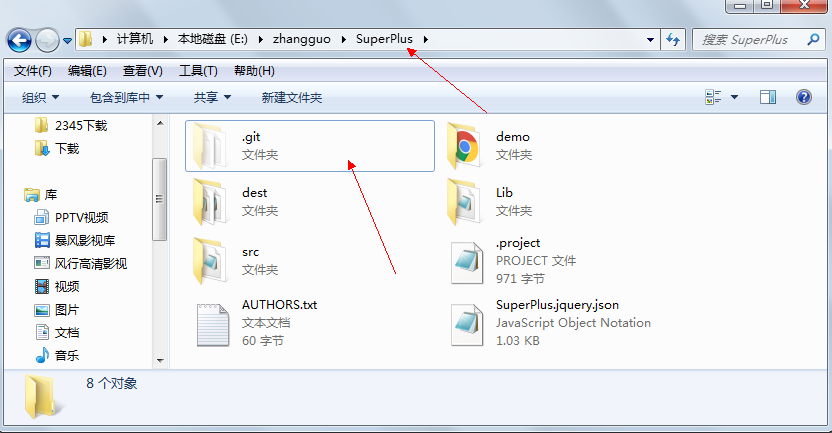 计算机 本地磁盘 (E:) zhangguo SuperPlus 搜索 SuperPlus
文件(F) 编辑(E) 查看(V) 工具(T) 帮助(H)
组织 包含到库中 共享 新建文件夹
2345下载
下载
库
PPTV视频
暴风影视库
风行高清影视
视频
图片
文档
音乐
.git
文件夹
demo
文件夹
dest
文件夹
Lib
文件夹
src
文件夹
.project
PROJECT 文件
971 字节
AUTHORS.txt
文本文档
60 字节
SuperPlus.jquery.json
JavaScript Object Notation
1.03 KB
8 个对象